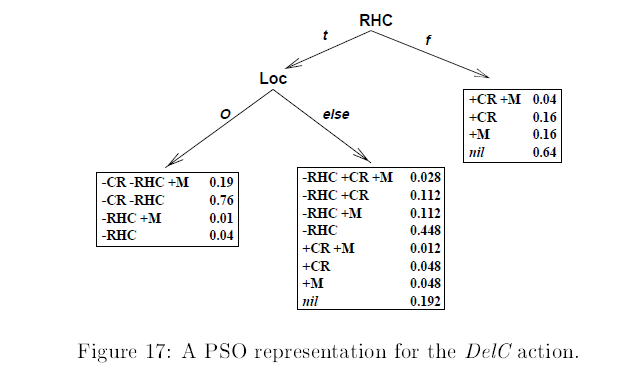 RHC
t
f
Loc
O
else
+CR +M 0.04
+CR 0.16
+M 0.16
nil 0.64
-CR -RHC +M 0.19
-CR -RHC 0.76
-RHC +M 0.01
-RHC 0.04
-RHC +CR +M 0.028
-RHC +CR 0.112
-RHC +M 0.112
-RHC 0.448
+CR +M 0.012
+CR 0.048
+M 0.048
nil 0.192
Figure 17: A PSO representation for the DelC action.